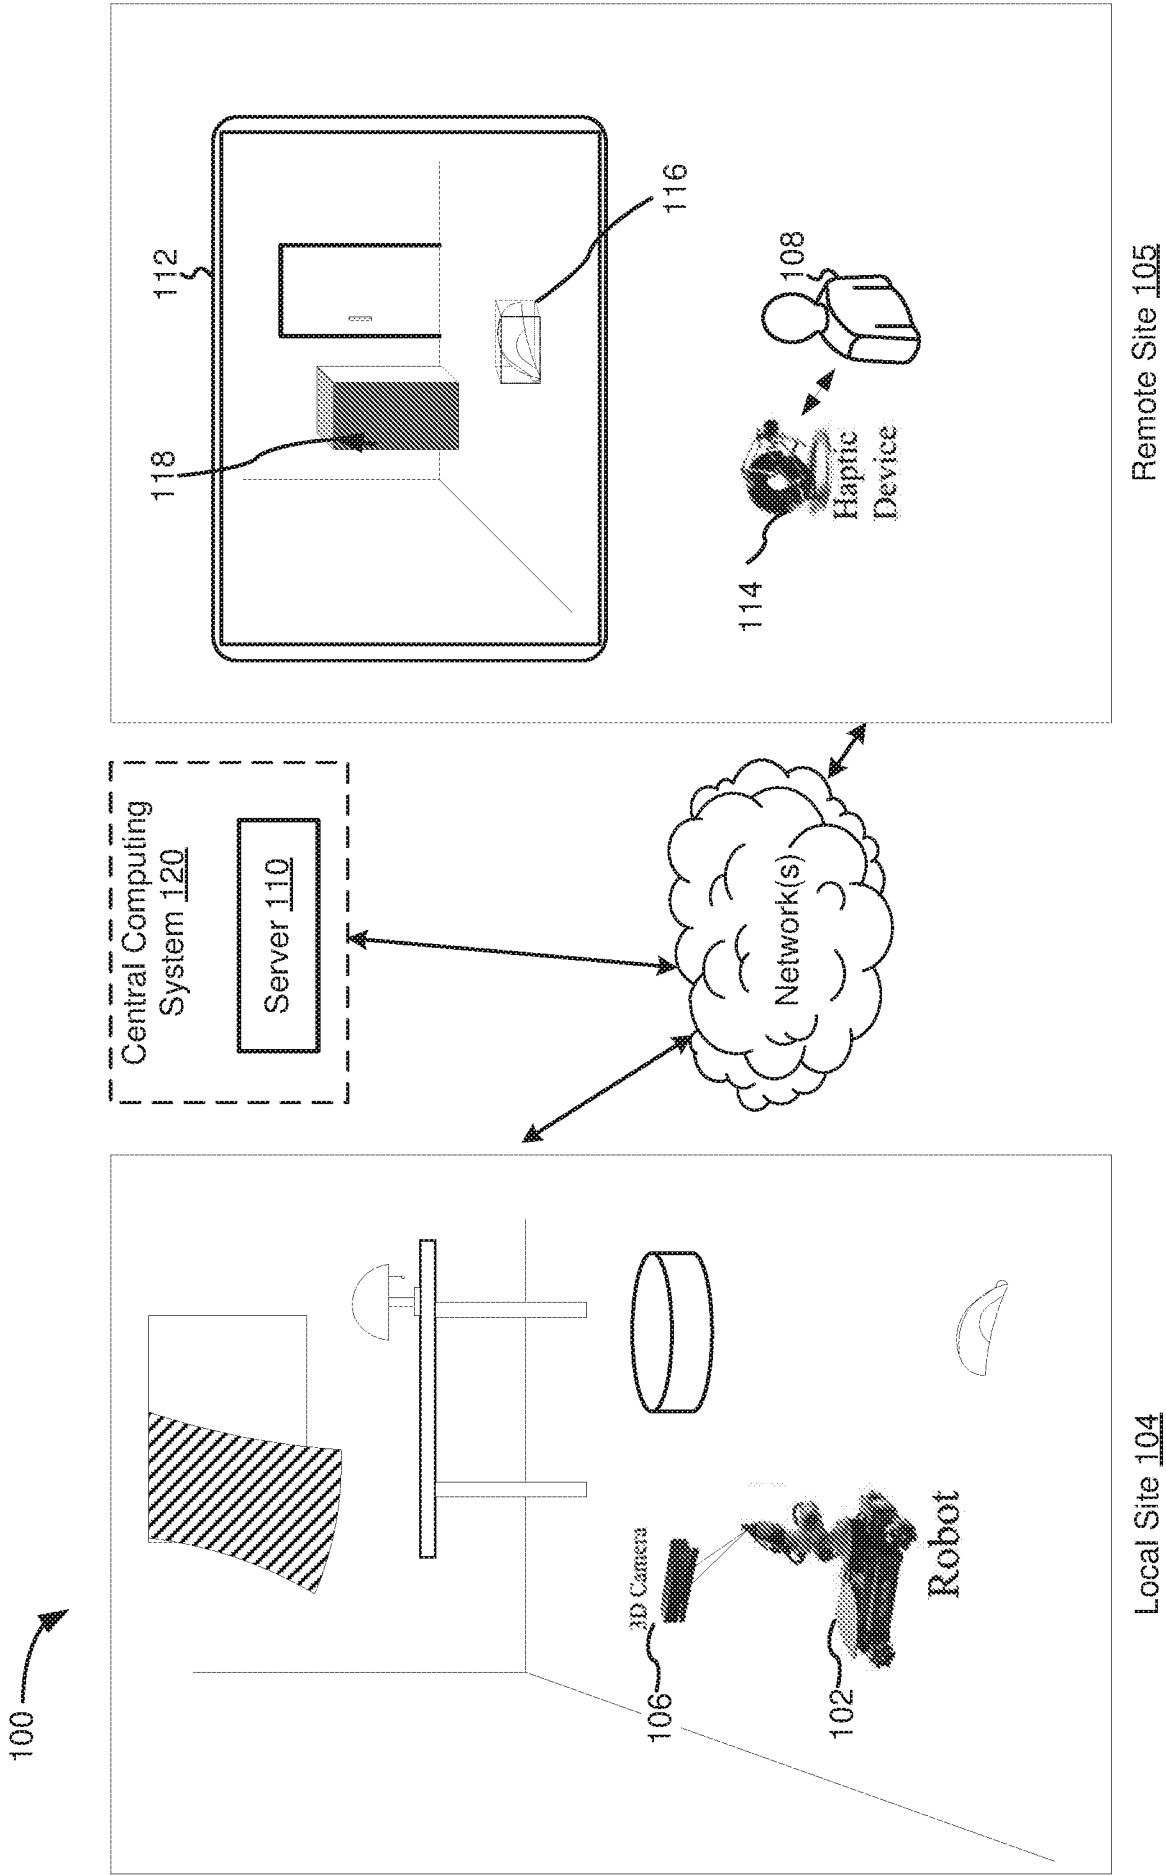 100
Central Computing
System 120
Server 110
112
118
116
3D Camera
106
102
Robot
Network(s)
114
Haptic
Device
108
Local Site 104
Remote Site 105